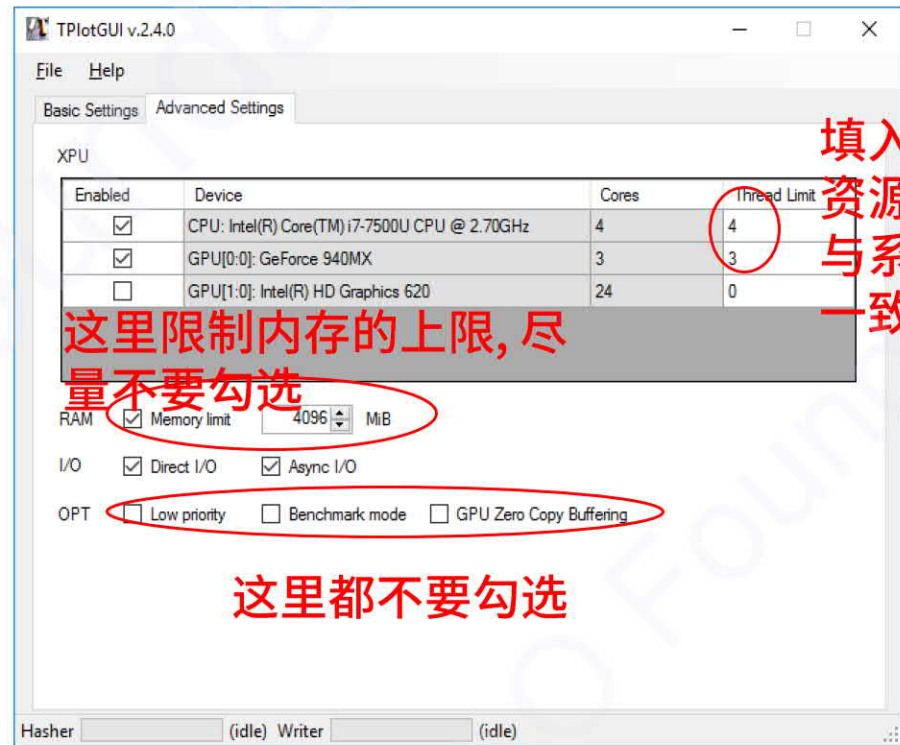 TPlotGUI v.2.4.0
File Help
Basic Settings Advanced Settings
XPU
填入
资源
与系
一致
Enabled Device Cores Thread Limit
CPU: Intel(R) Core(TM) i7-7500U CPU @ 2.70GHz 4 4
GPU[0:0]: GeForce 940MX 3 3
GPU[1:0]: Intel(R) HD Graphics 620 24 0
这里限制内存的上限, 尽
量不要勾选
RAM Memory limit 4096 MiB
I/O Direct I/O Async I/O
OPT Low priority Benchmark mode GPU Zero Copy Buffering
这里都不要勾选
Hasher (idle) Writer (idle)